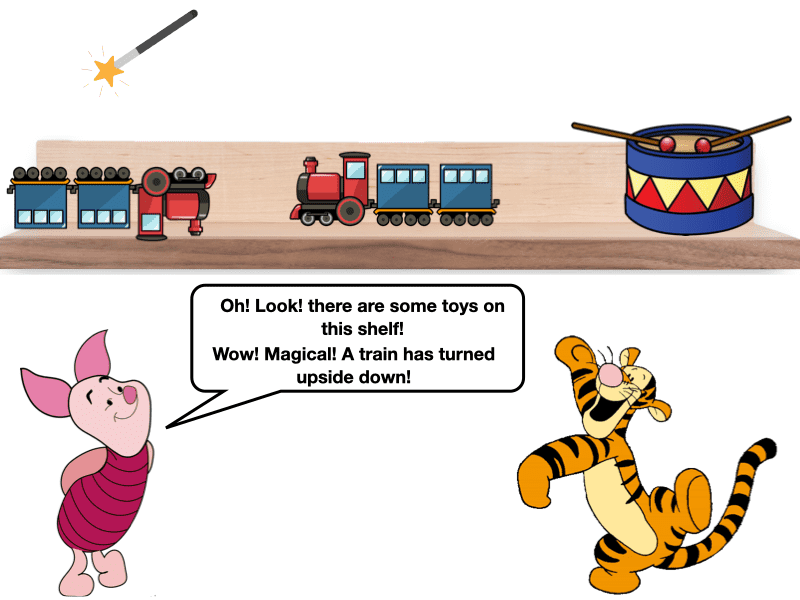 Oh! Look! there are some toys on
this shelf!
Wow! Magical! A train has turned
upside down!